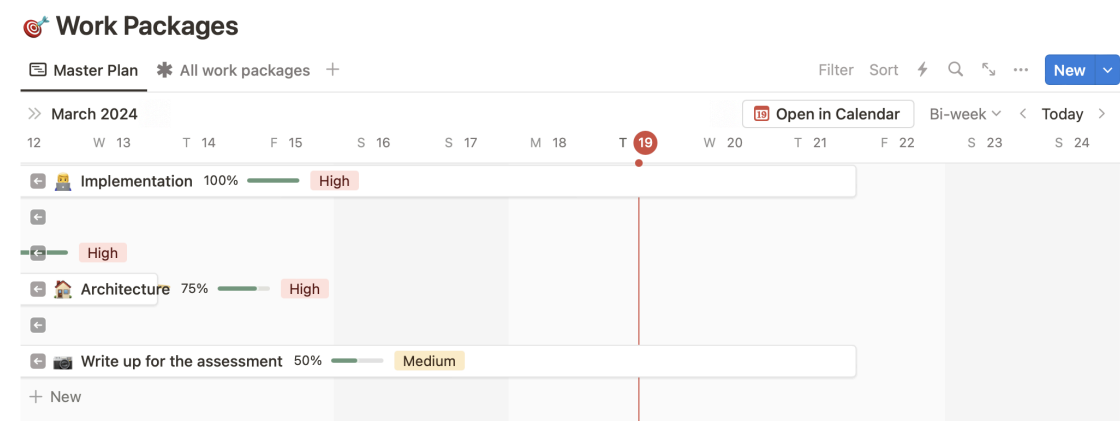 Work Packages
Master Plan All work packages Filter Sort New
March 2024 19 Open in Calendar Bi-week Today
12 W 13 T 14 F 15 S 16 S 17 M 18 T 19 W 20 T 21 F 22 S 23 S 24
Implementation 100% High
High
Architecture 75% High
Write up for the assessment 50% Medium
+ New